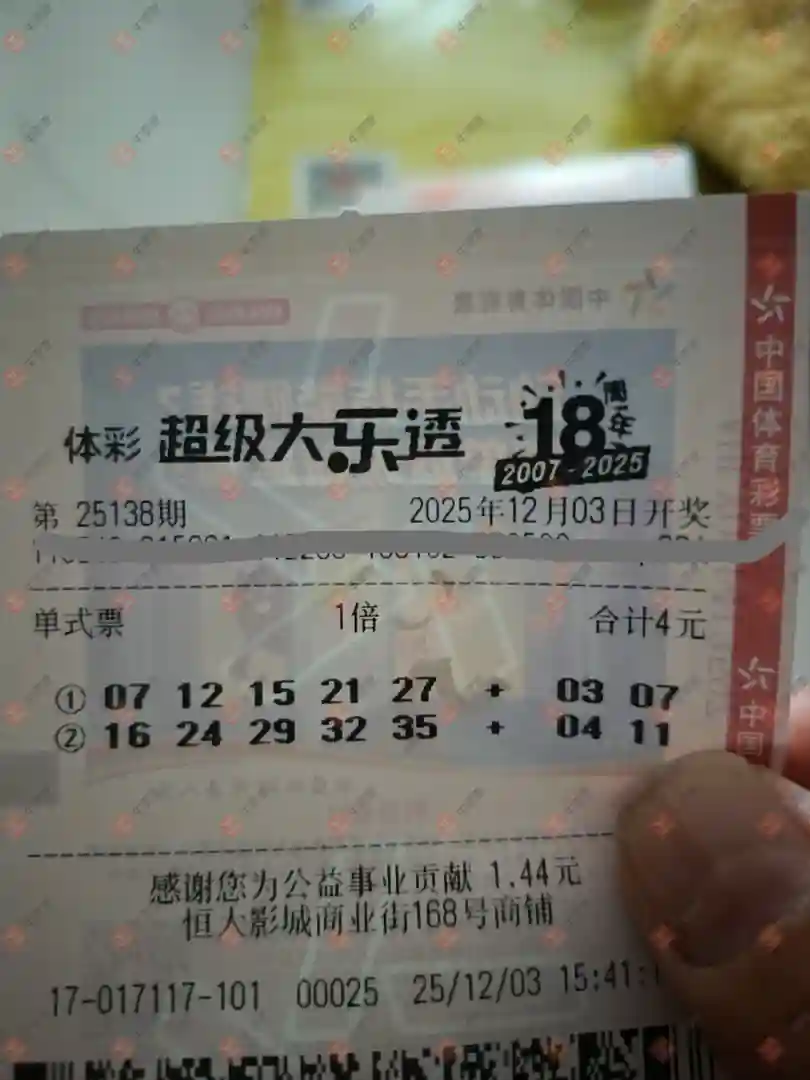 中国体育彩票
体彩 超级大乐透 18周年
2007-2025
第 25138期 2025年12月03日开奖
单式票 1倍 合计4元
① 07 12 15 21 27 + 03 07
② 16 24 29 32 35 + 04 11
中国
感谢您为公益事业贡献 1.44元
恒大影城商业街168号商铺
17-017117-101 00025 25/12/03 15:41: